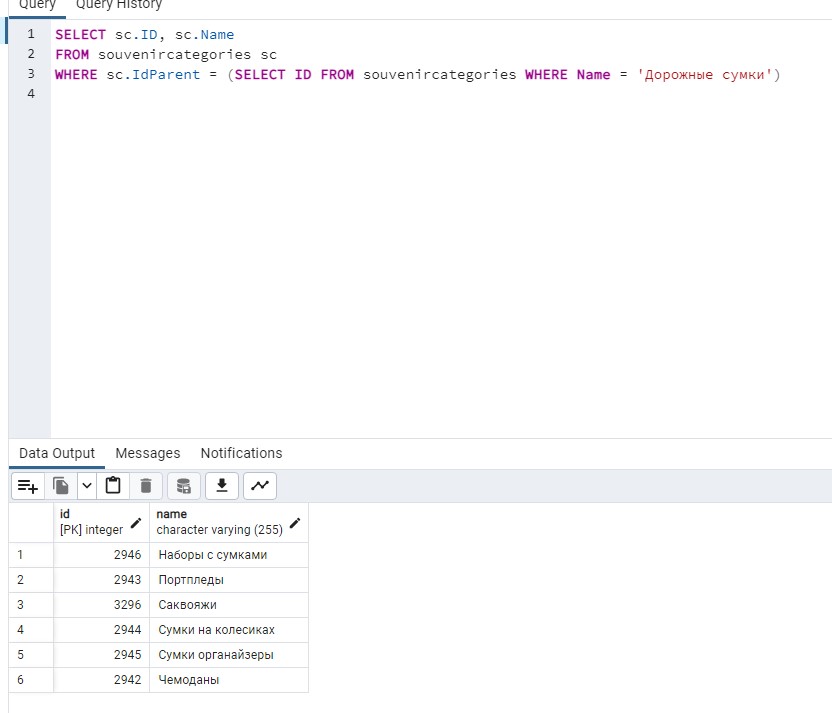 Query Query History
1 SELECT sc.ID, sc.Name
2 FROM souvenircategories sc
3 WHERE sc.IdParent = (SELECT ID FROM souvenircategories WHERE Name = 'Дорожные сумки')
4
Data Output Messages Notifications
id name
[PK] integer character varying (255)
1 2946 Наборы с сумками
2 2943 Портпледы
3 3296 Саквояжи
4 2944 Сумки на колесиках
5 2945 Сумки органайзеры
6 2942 Чемоданы